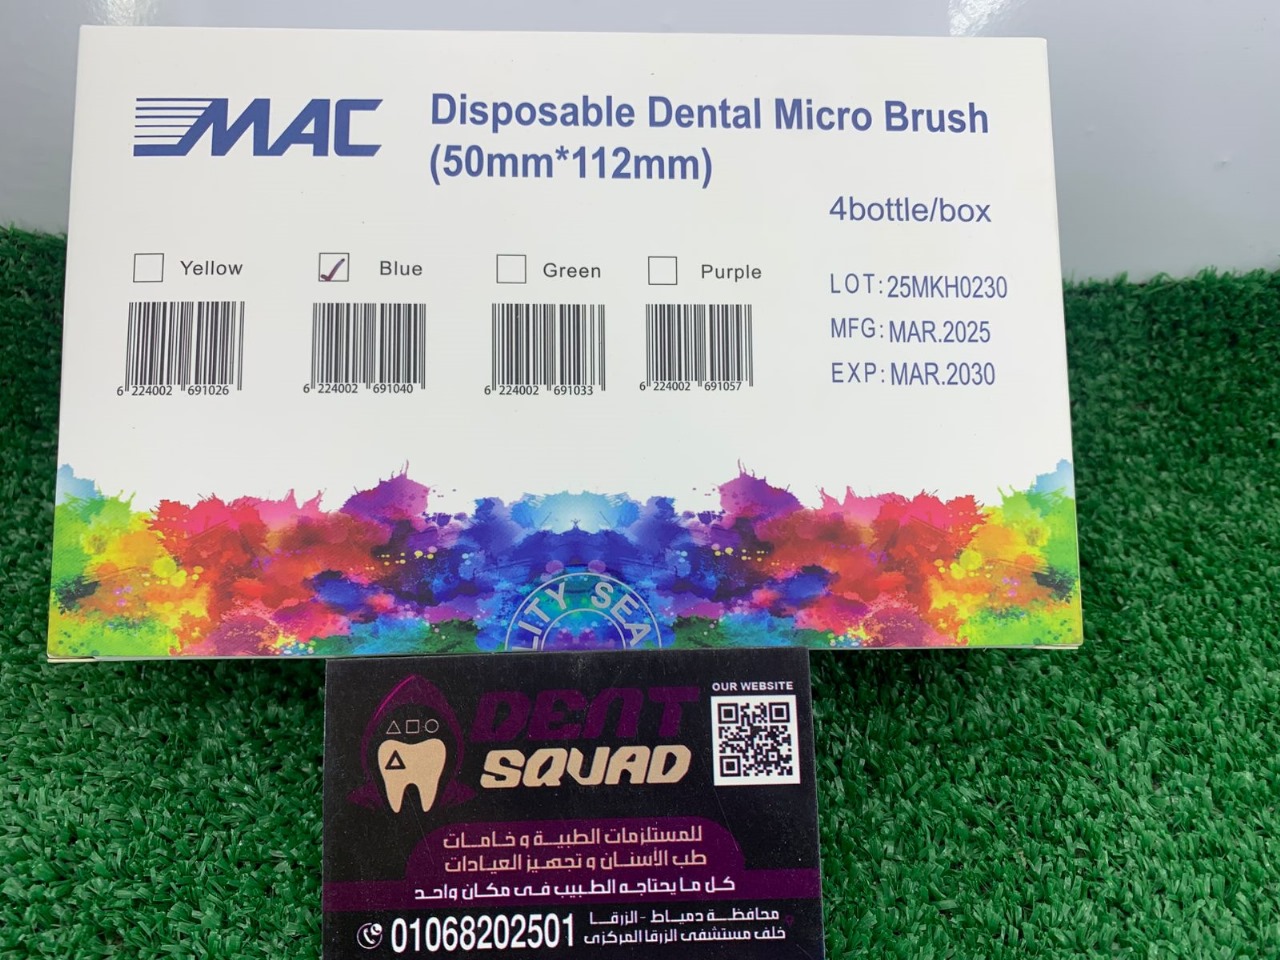 MAC
Disposable Dental Micro Brush
(50mm*112mm)
4bottle/box
Yellow
Blue
Green
Purple
6 224002 691026
6 224002 691040
6 224002 691033
6 224002 691057
LOT: 25MKH0230
MFG: MAR.2025
EXP: MAR.2030
LITY SEA
DENT
SQUAD
OUR WEBSITE
للمستلزمات الطبية و خامات
طب الأسنان و تجهيز العيادات
كل ما يحتاجه الطبيب فى مكان واحد
محافظة دمياط - الزرقا
خلف مستشفى الزرقا المركزى
01068202501